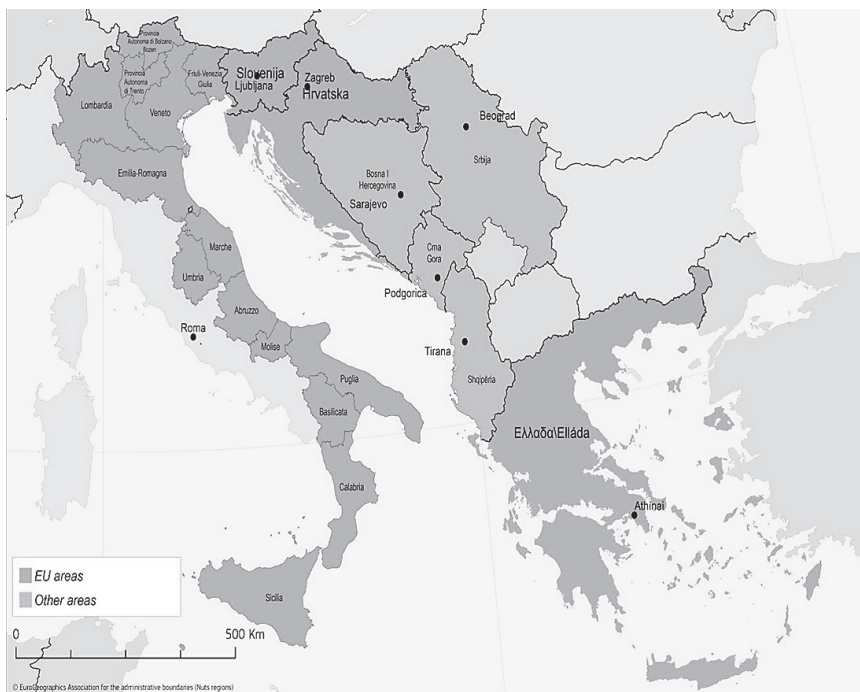 Provincia
Autonoma di Bolzano
Bozen
Provincia
Autonoma
di Trento
Friuli-Venezia
Giulia
Slovenija
Ljubljana
Zagreb
Hrvatska
Lombardia
Veneto
Beograd
Emilia-Romagna
Bosna I
Hercegovina
Srbija
Sarajevo
Marche
Crna
Gora
Umbria
Podgorica
Abruzzo
Roma
Molise
Tirana
Puglia
Shqipëria
Basilicata
Ελλαδα\Elláda
Calabria
Athínai
EU areas
Other areas
Sicilia
0 500 Km
© EuroGeographics Association for the administrative boundaries (Nuts regions)